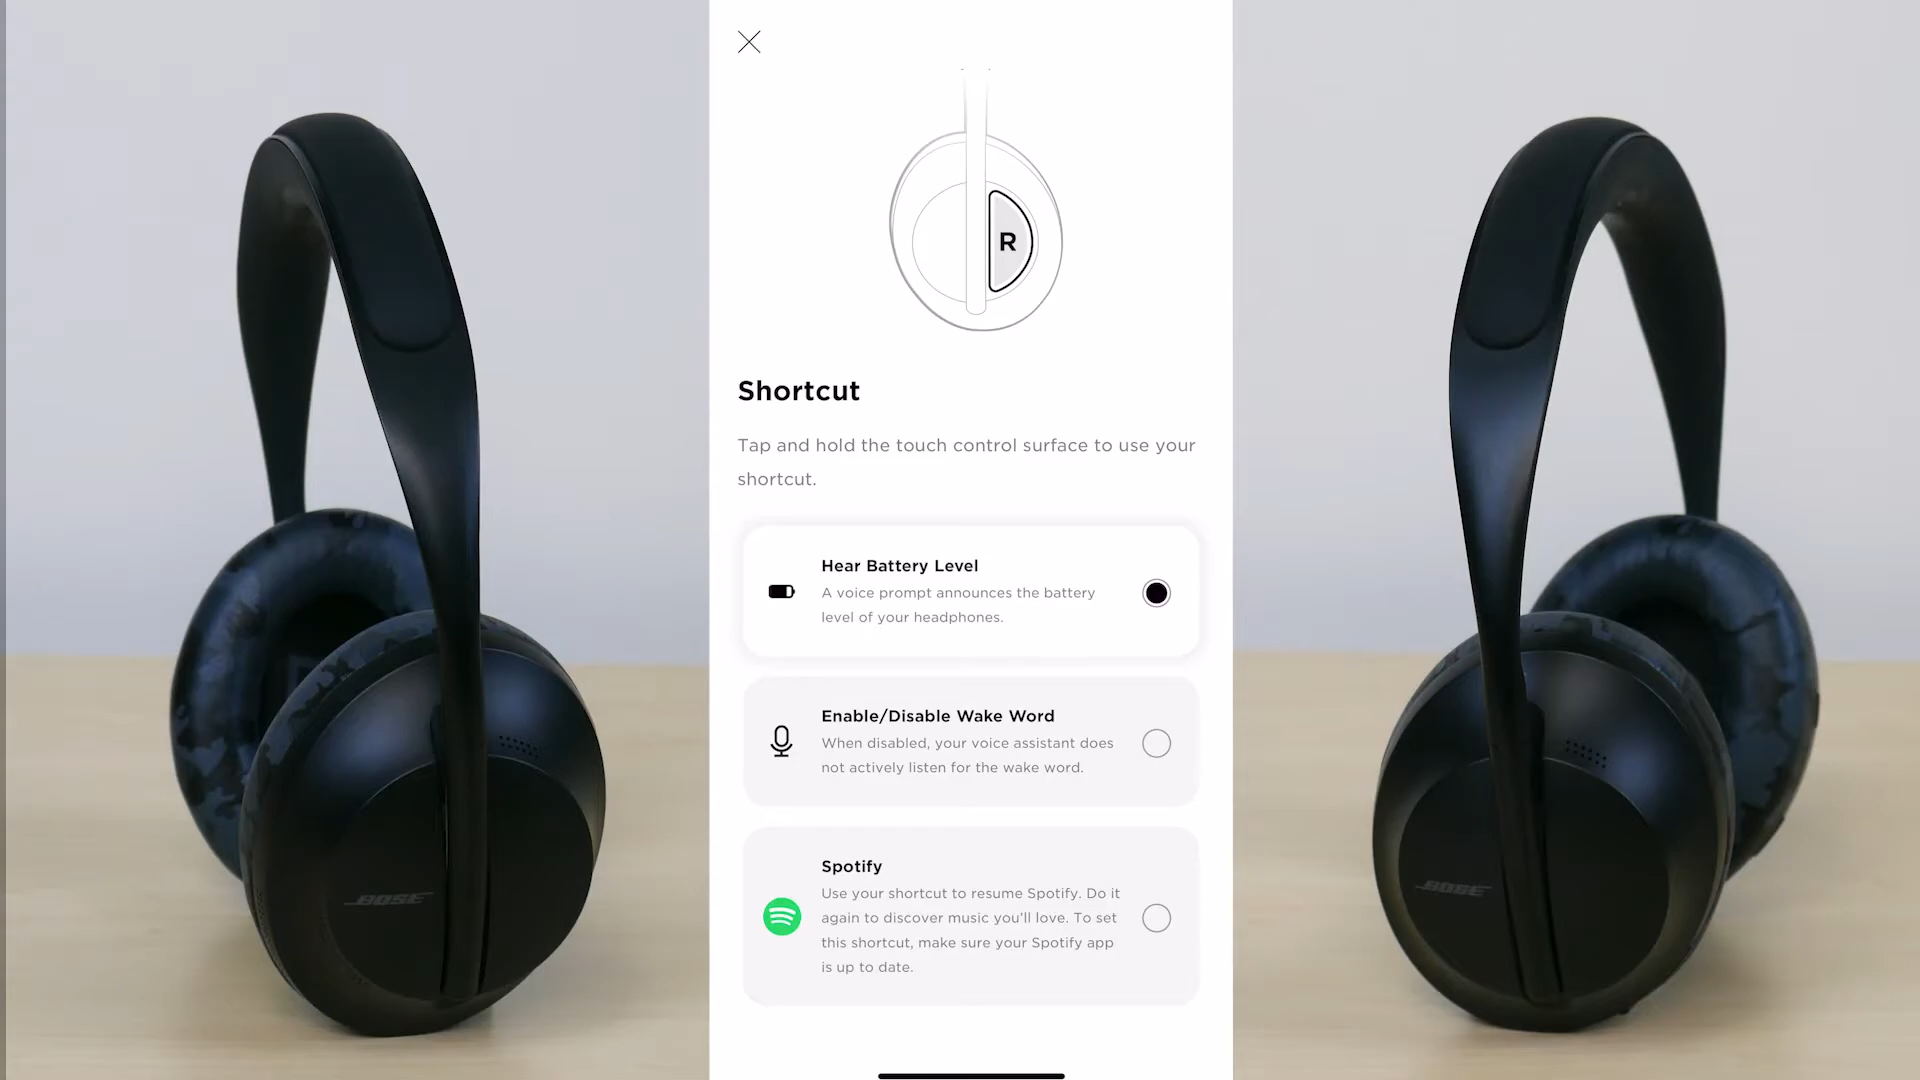 R
Shortcut
Tap and hold the touch control surface to use your
shortcut.
Hear Battery Level
A voice prompt announces the battery
level of your headphones.
Enable/Disable Wake Word
When disabled, your voice assistant does
not actively listen for the wake word.
Spotify
Use your shortcut to resume Spotify. Do it
again to discover music you'll love. To set
this shortcut, make sure your Spotify app
is up to date.
BOSE
BOSE